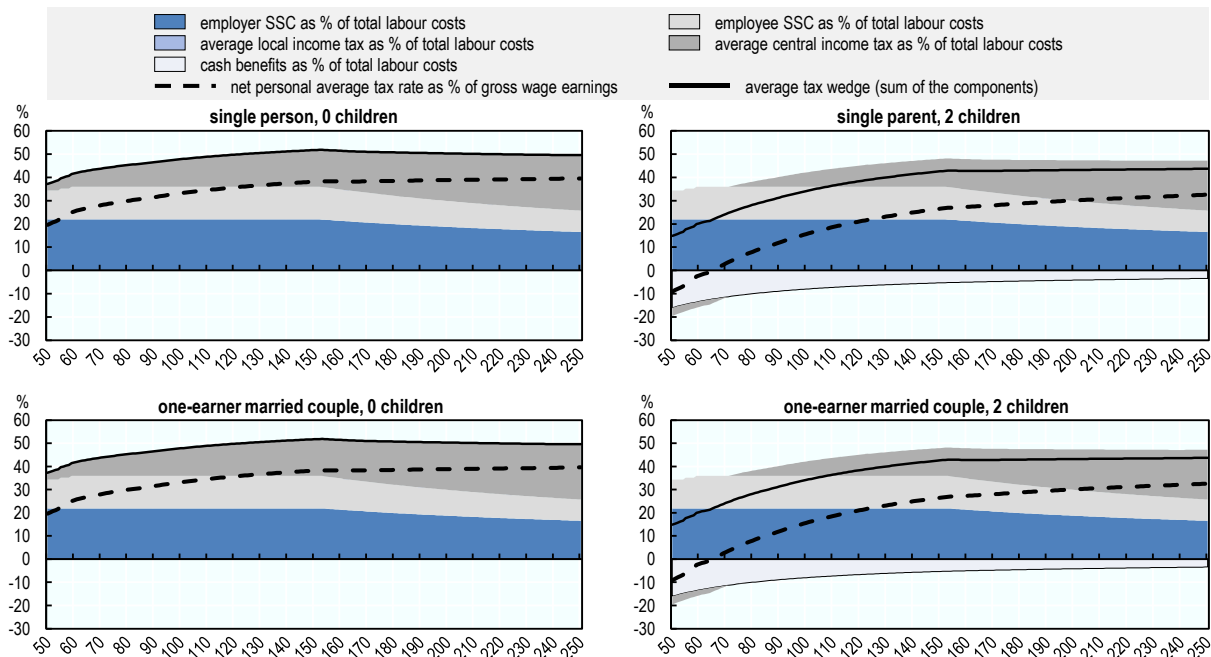 employer SSC as % of total labour costs
employee SSC as % of total labour costs
average local income tax as % of total labour costs
average central income tax as % of total labour costs
cash benefits as % of total labour costs
net personal average tax rate as % of gross wage earnings
average tax wedge (sum of the components)
%
single person, 0 children
60
50
40
30
20
10
0
-10
-20
-30
50 60 70 80 90 100 110 120 130 140 150 160 170 180 190 200 210 220 230 240 250
%
single parent, 2 children
60
50
40
30
20
10
0
-10
-20
-30
50 60 70 80 90 100 110 120 130 140 150 160 170 180 190 200 210 220 230 240 250
%
one-earner married couple, 0 children
60
50
40
30
20
10
0
-10
-20
-30
50 60 70 80 90 100 110 120 130 140 150 160 170 180 190 200 210 220 230 240 250
%
one-earner married couple, 2 children
60
50
40
30
20
10
0
-10
-20
-30
50 60 70 80 90 100 110 120 130 140 150 160 170 180 190 200 210 220 230 240 250